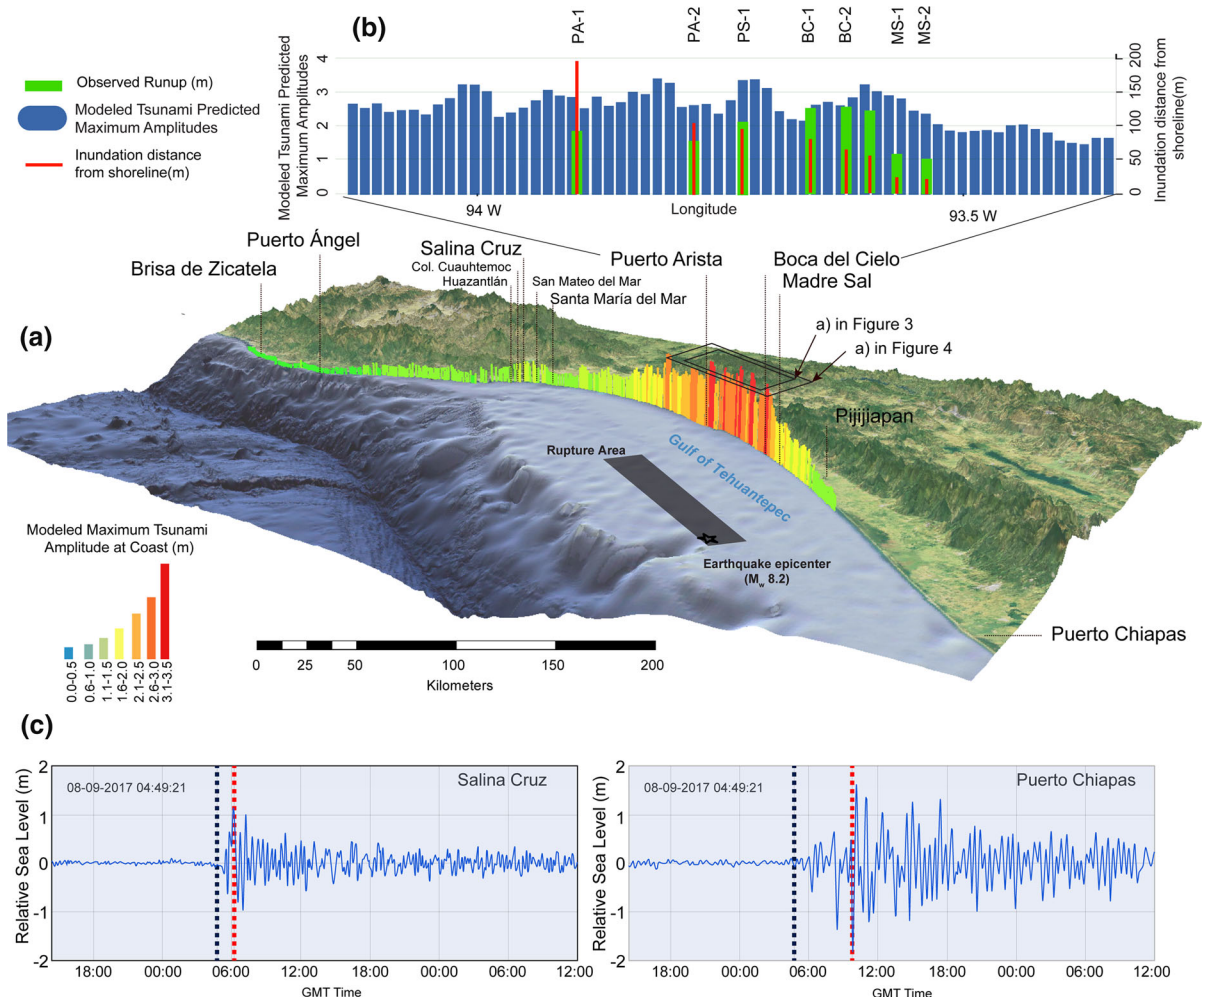 (b)
PA-1
PA-2
PS-1
BC-1
BC-2
MS-1
MS-2
Observed Runup (m)
Modeled Tsunami Predicted
Maximum Amplitudes
Inundation distance
from shoreline(m)
Modeled Tsunami Predicted
Maximum Amplitudes
4
3
2
1
0
200
150
100
50
0
Inundation distance from
shoreline(m)
94 W
Longitude
93.5 W
(a)
Brisa de Zicatela
Puerto Ángel
Salina Cruz
Col. Cuauhtemoc
Huazantlán
San Mateo del Mar
Santa María del Mar
Puerto Arista
Boca del Cielo
Madre Sal
a) in Figure 3
a) in Figure 4
Pijijiapan
Rupture Area
Gulf of Tehuantepec
Earthquake epicenter
(Mw 8.2)
Puerto Chiapas
Modeled Maximum Tsunami
Amplitude at Coast (m)
0.0-0.5
0.6-1.0
1.1-1.5
1.6-2.0
2.1-2.5
2.6-3.0
3.1-3.5
0 25 50 100 150 200
Kilometers
(c)
Relative Sea Level (m)
2
1
0
-1
-2
08-09-2017 04:49:21
Salina Cruz
18:00 00:00 06:00 12:00 18:00 00:00 06:00 12:00
GMT Time
Relative Sea Level (m)
2
1
0
-1
-2
08-09-2017 04:49:21
Puerto Chiapas
18:00 00:00 06:00 12:00 18:00 00:00 06:00 12:00
GMT Time